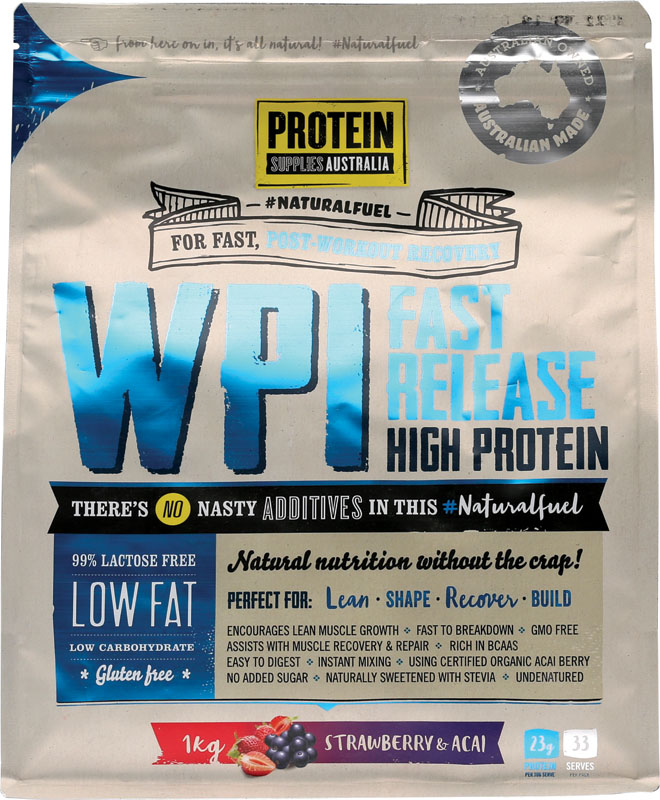 from here on in, it's all natural! #Naturalfuel
AUSTRALIAN OWNED
AUSTRALIAN MADE
PROTEIN
SUPPLIES AUSTRALIA
#NATURALFUEL
FOR FAST, POST-WORKOUT RECOVERY
WPI
FAST
RELEASE
HIGH PROTEIN
THERE'S NO NASTY ADDITIVES IN THIS #Naturalfuel
99% LACTOSE FREE
LOW FAT
LOW CARBOHYDRATE
* Gluten free *
Natural nutrition without the crap!
PERFECT FOR: Lean · SHAPE · Recover · BUILD
ENCOURAGES LEAN MUSCLE GROWTH ❖ FAST TO BREAKDOWN ❖ GMO FREE
ASSISTS WITH MUSCLE RECOVERY & REPAIR ❖ RICH IN BCAAS
EASY TO DIGEST ❖ INSTANT MIXING ❖ USING CERTIFIED ORGANIC ACAI BERRY
NO ADDED SUGAR ❖ NATURALLY SWEETENED WITH STEVIA ❖ UNDENATURED
1kg STRAWBERRY & ACAI
23g
PROTEIN
PER 30G SERVE
33
SERVES
PER PACK